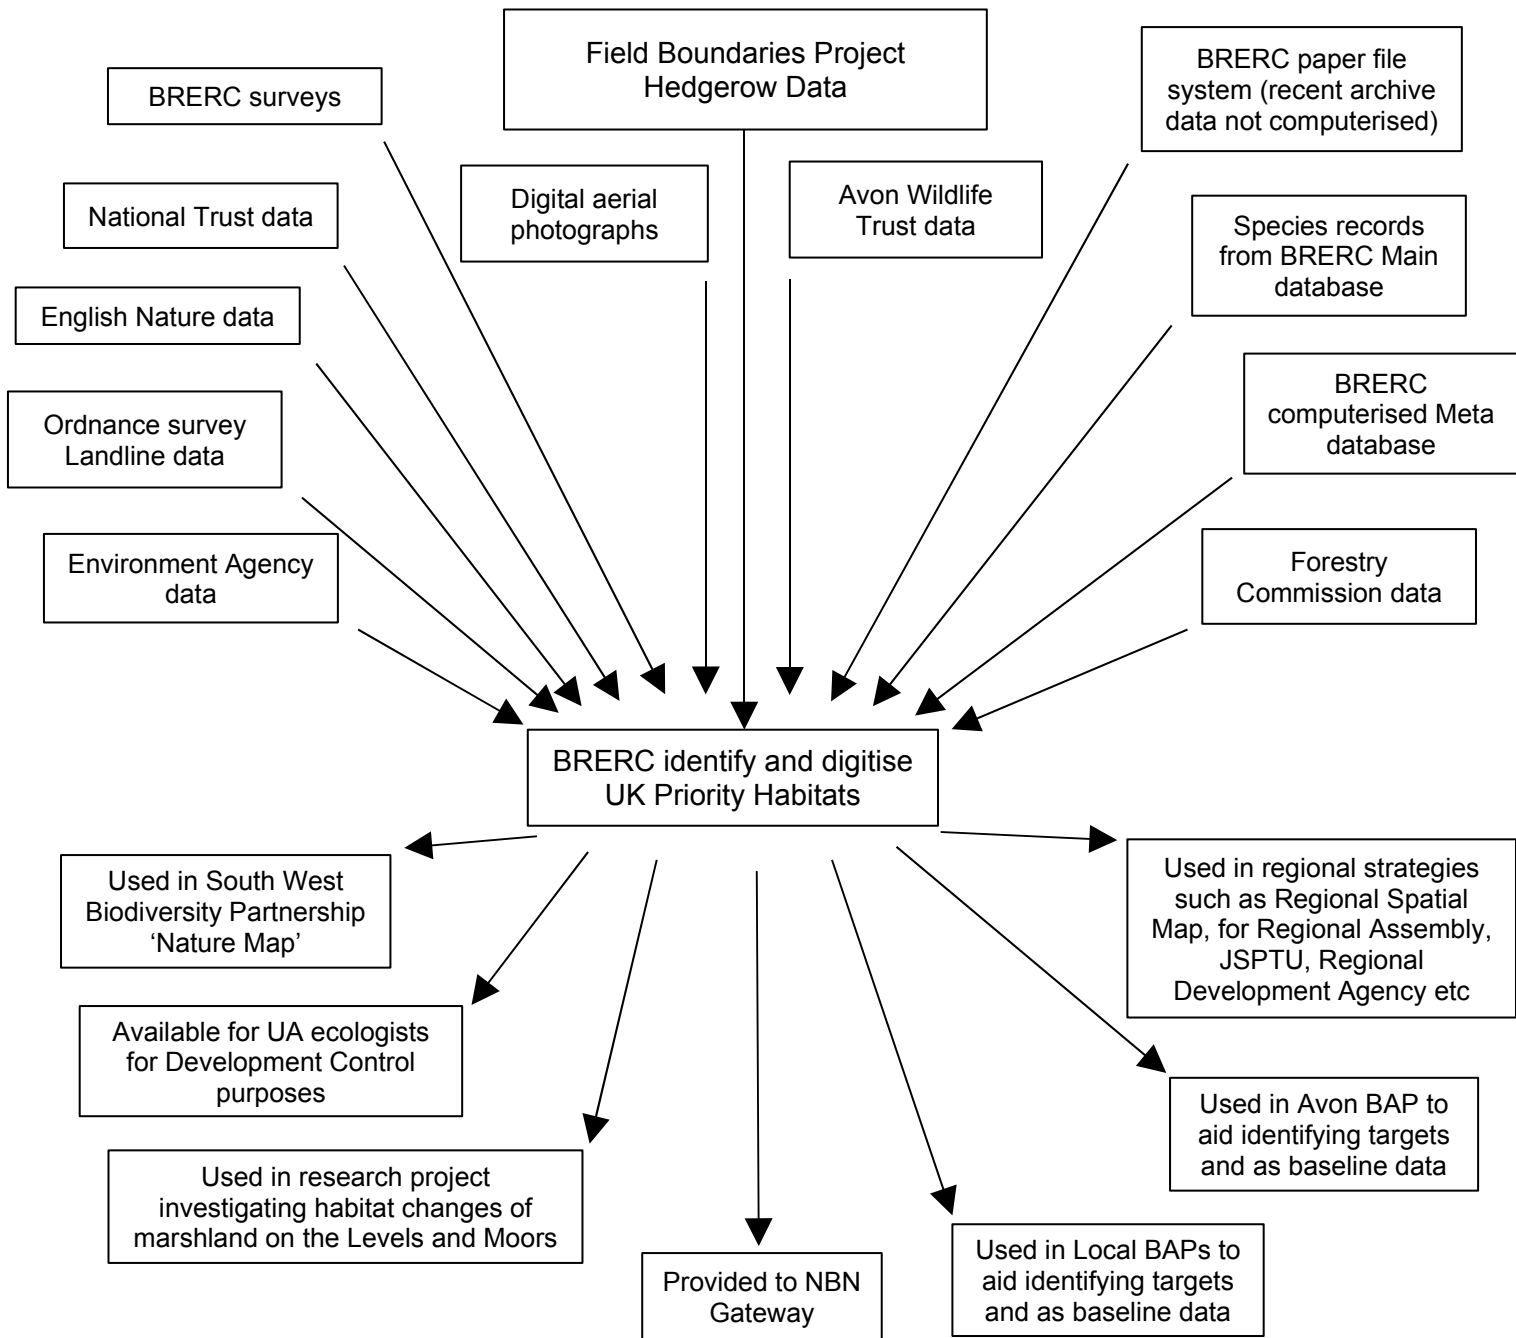 Field Boundaries Project
Hedgerow Data
BRERC surveys
BRERC paper file
system (recent archive
data not computerised)
National Trust data
Digital aerial
photographs
Avon Wildlife
Trust data
Species records
from BRERC Main
database
English Nature data
Ordnance survey
Landline data
BRERC
computerised Meta
database
Environment Agency
data
Forestry
Commission data
BRERC identify and digitise
UK Priority Habitats
Used in South West
Biodiversity Partnership
‘Nature Map’
Used in regional strategies
such as Regional Spatial
Map, for Regional Assembly,
JSPTU, Regional
Development Agency etc
Available for UA ecologists
for Development Control
purposes
Used in Avon BAP to
aid identifying targets
and as baseline data
Used in research project
investigating habitat changes of
marshland on the Levels and Moors
Provided to NBN
Gateway
Used in Local BAPs to
aid identifying targets
and as baseline data